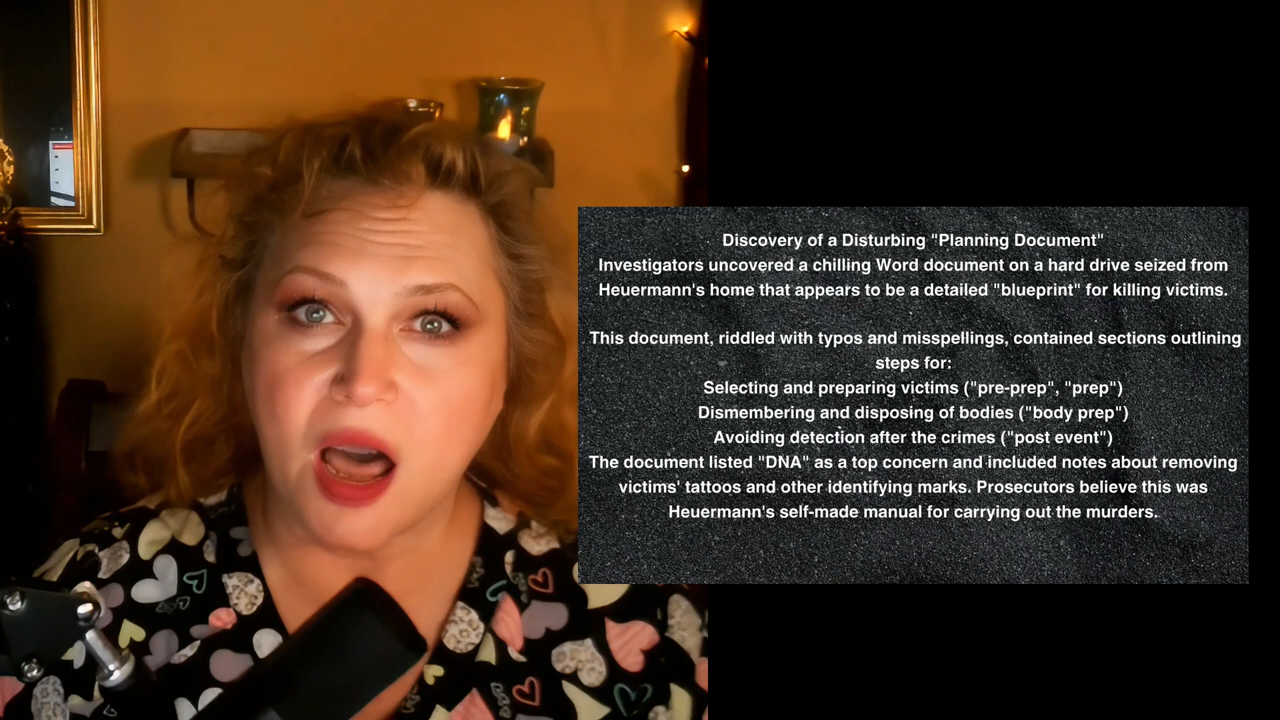 Discovery of a Disturbing "Planning Document"
Investigators uncovered a chilling Word document on a hard drive seized from
Heuermann's home that appears to be a detailed "blueprint" for killing victims.
This document, riddled with typos and misspellings, contained sections outlining
steps for:
Selecting and preparing victims ("pre-prep", "prep")
Dismembering and disposing of bodies ("body prep")
Avoiding detection after the crimes ("post event")
The document listed "DNA" as a top concern and included notes about removing
victims' tattoos and other identifying marks. Prosecutors believe this was
Heuermann's self-made manual for carrying out the murders.